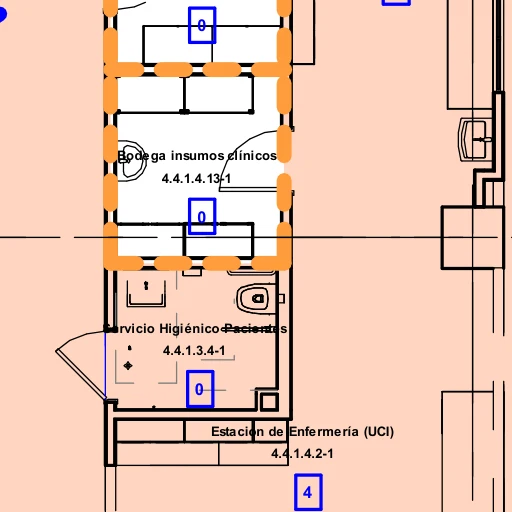 0
Bodega insumos clínicos
4.4.1.4.13-1
0
Servicio Higiénico Pacientes
4.4.1.3.4-1
0
Estación de Enfermería (UCI)
4.4.1.4.2-1
4